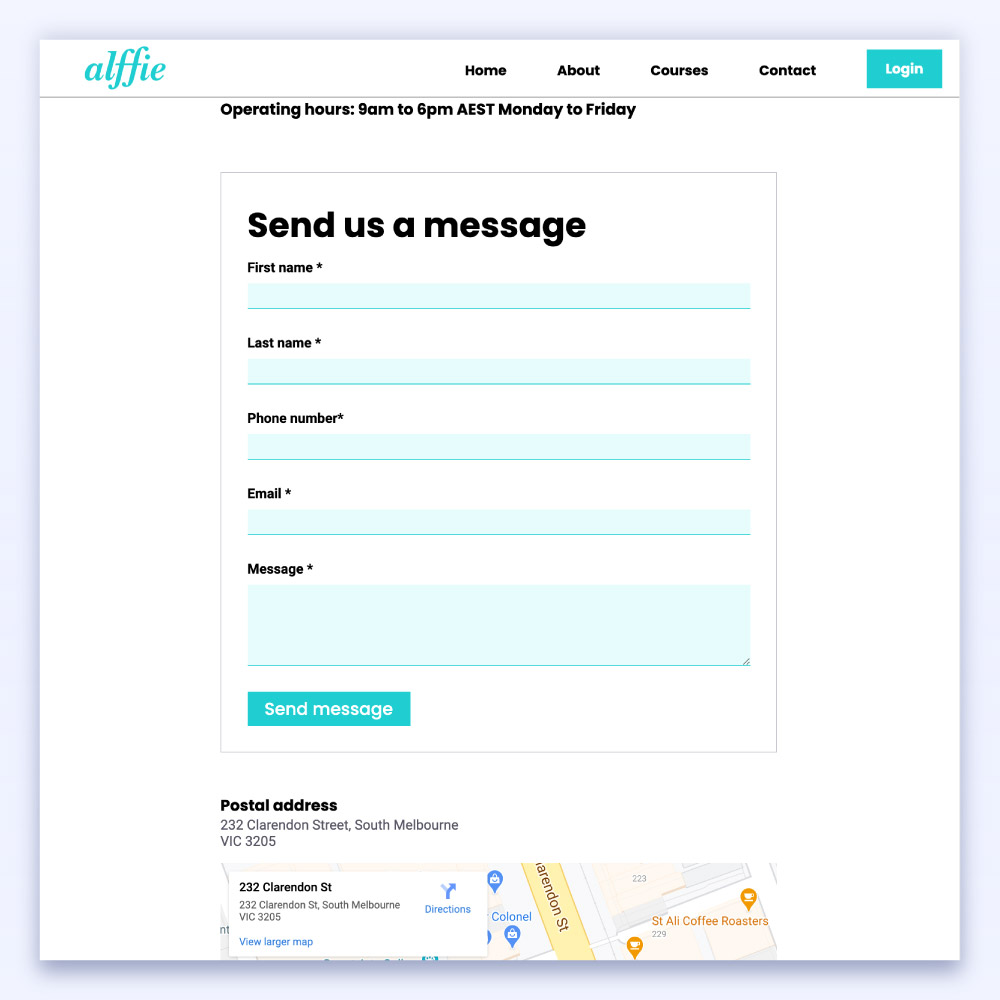 alffie
Home About Courses Contact Login
Operating hours: 9am to 6pm AEST Monday to Friday
Send us a message
First name *
Last name *
Phone number*
Email *
Message *
Send message
Postal address
232 Clarendon Street, South Melbourne
VIC 3205
232 Clarendon St
232 Clarendon St, South Melbourne
VIC 3205
Directions
View larger map
Colonel
arendon St
223
St Ali Coffee Roasters
229